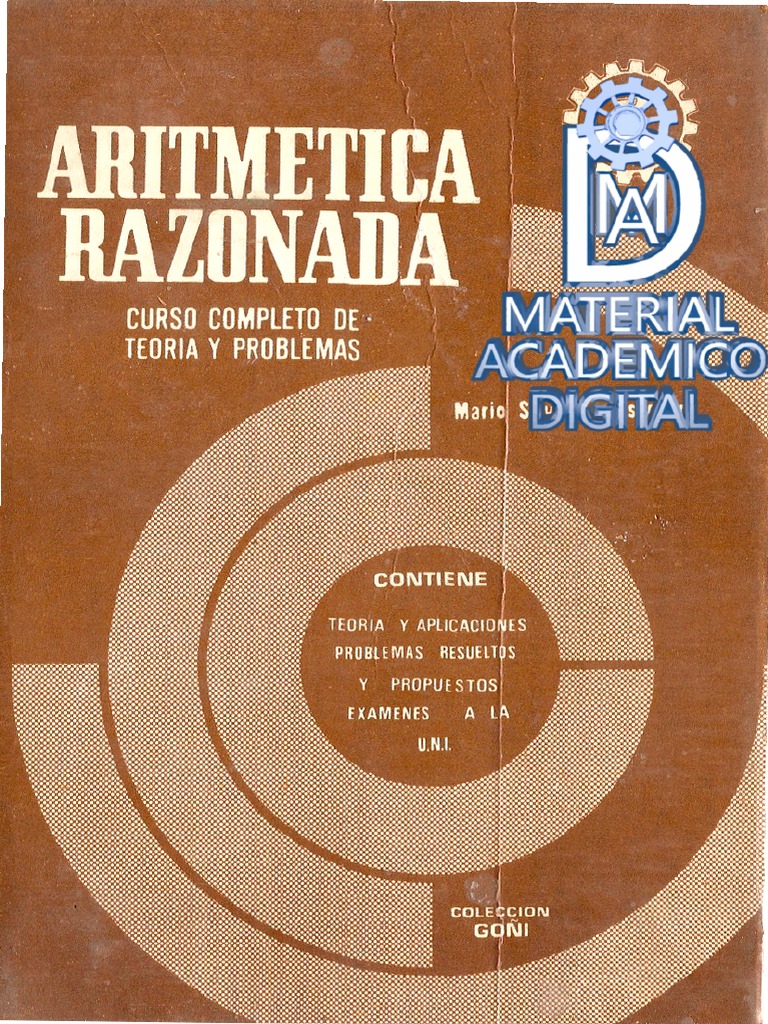 ARITMETICA
RAZONADA
CURSO COMPLETO DE
TEORIA Y PROBLEMAS
DMA
MATERIAL
ACADEMICO
DIGITAL
Mario
CONTIENE
TEORIA Y APLICACIONES
PROBLEMAS RESUELTOS
Y PROPUESTOS
EXAMENES A LA
U.N.I.
COLECCION
GOÑI